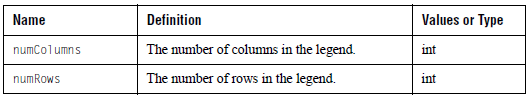 Name Definition Values or Type
numColumns The number of columns in the legend. int
numRows The number of rows in the legend. int